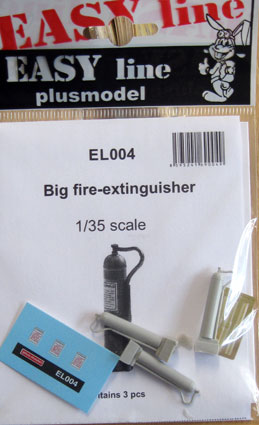 EASY line
EASY line
plusmodel
EL004
Big fire-extinguisher
1/35 scale
EL004
ntains 3 pcs